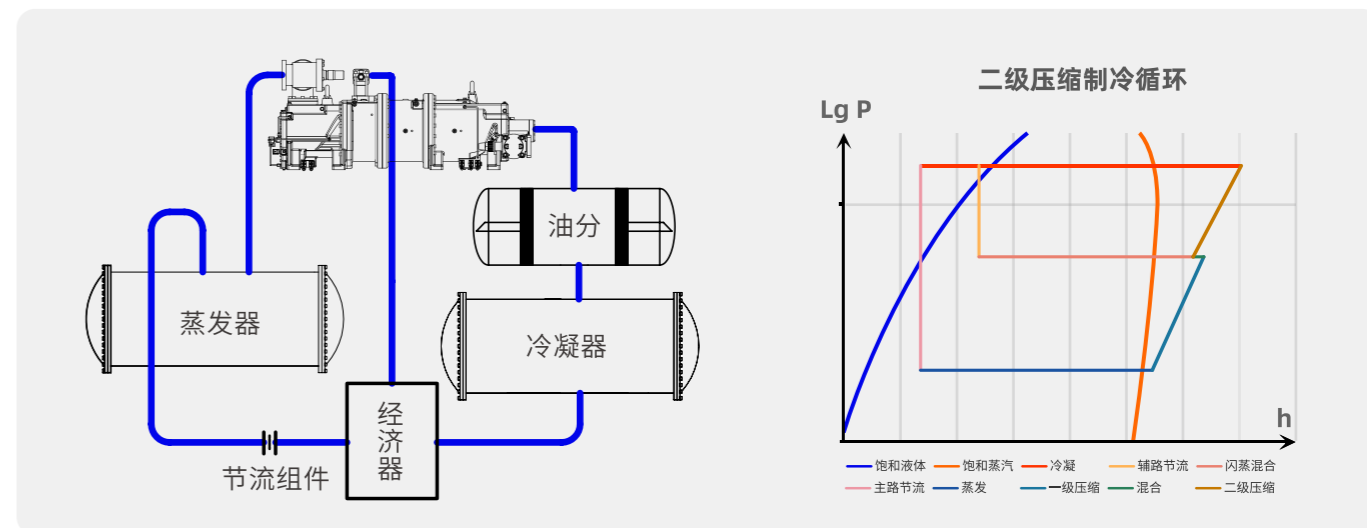 油分
蒸发器
冷凝器
经济器
节流组件
二级压缩制冷循环
Lg P
h
饱和液体 饱和蒸汽 冷凝 辅路节流 闪蒸混合
主路节流 蒸发 一级压缩 混合 二级压缩